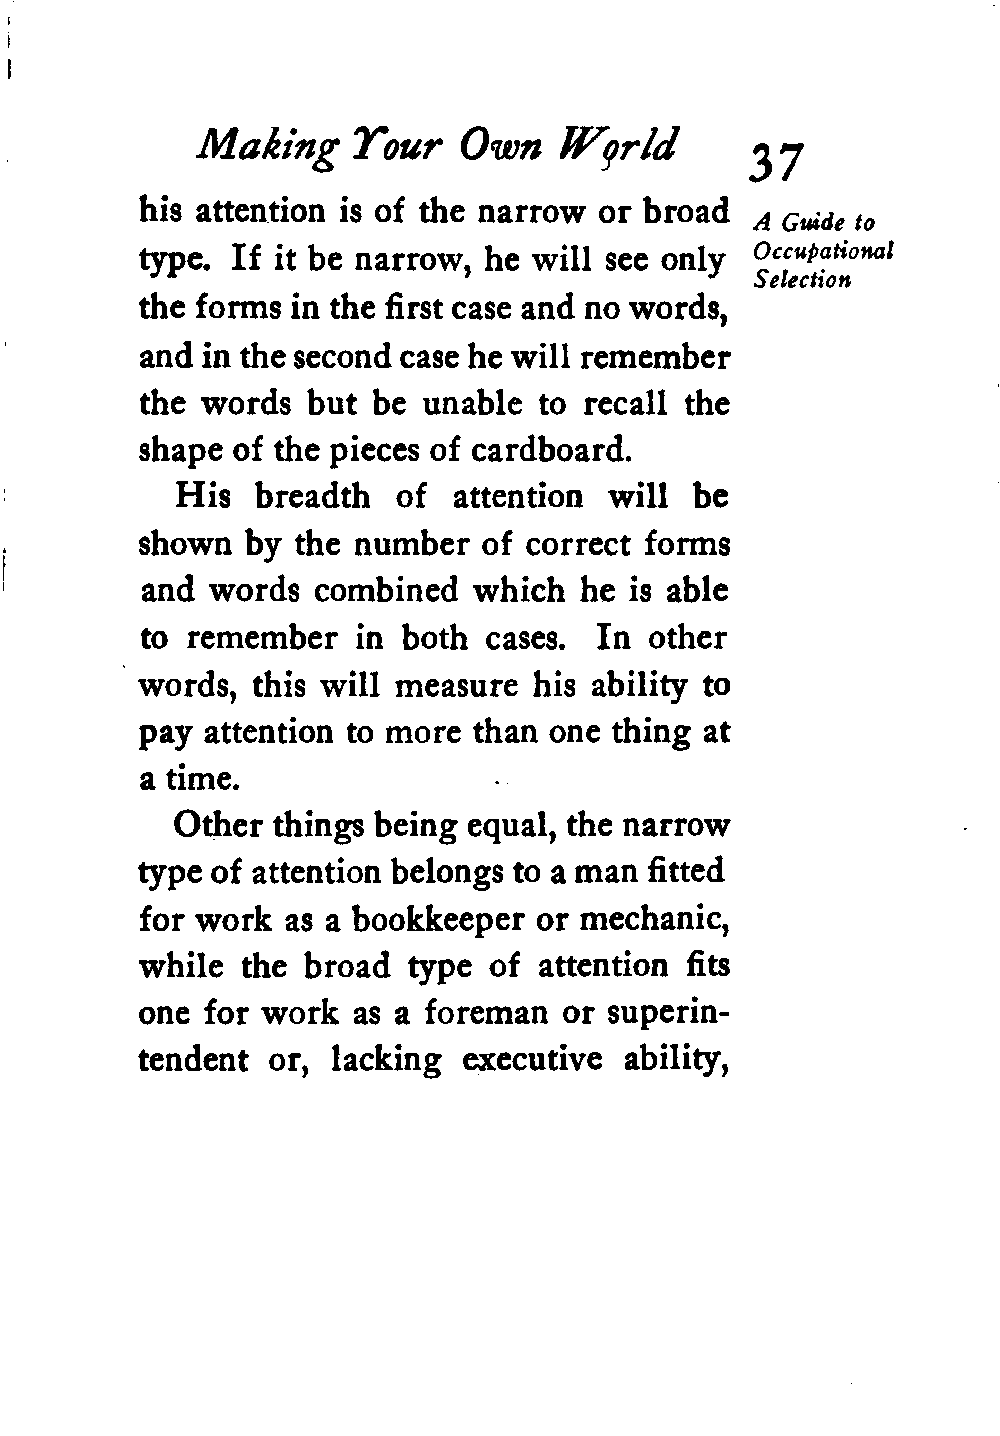 Making Your Own World 37
A Guide to
Occupational
Selection
his attention is of the narrow or broad
type. If it be narrow, he will see only
the forms in the first case and no words,
and in the second case he will remember
the words but be unable to recall the
shape of the pieces of cardboard.
His breadth of attention will be
shown by the number of correct forms
and words combined which he is able
to remember in both cases. In other
words, this will measure his ability to
pay attention to more than one thing at
a time.
Other things being equal, the narrow
type of attention belongs to a man fitted
for work as a bookkeeper or mechanic,
while the broad type of attention fits
one for work as a foreman or superin-
tendent or, lacking executive ability,